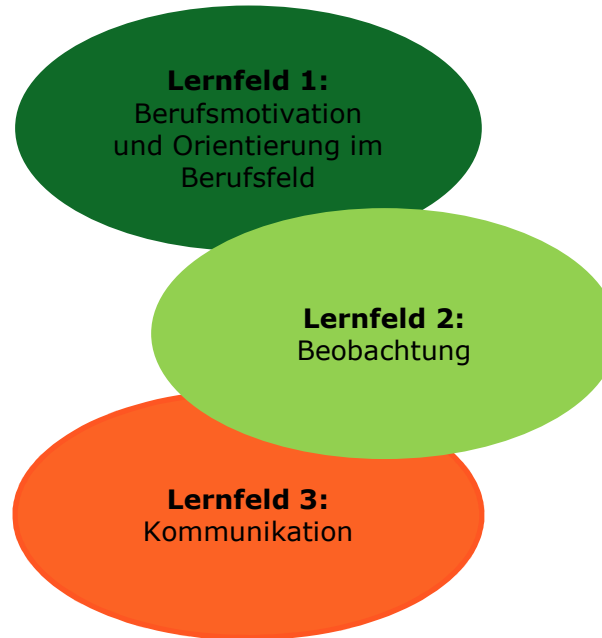 Lernfeld 1:
Berufsmotivation
und Orientierung im
Berufsfeld
Lernfeld 2:
Beobachtung
Lernfeld 3:
Kommunikation